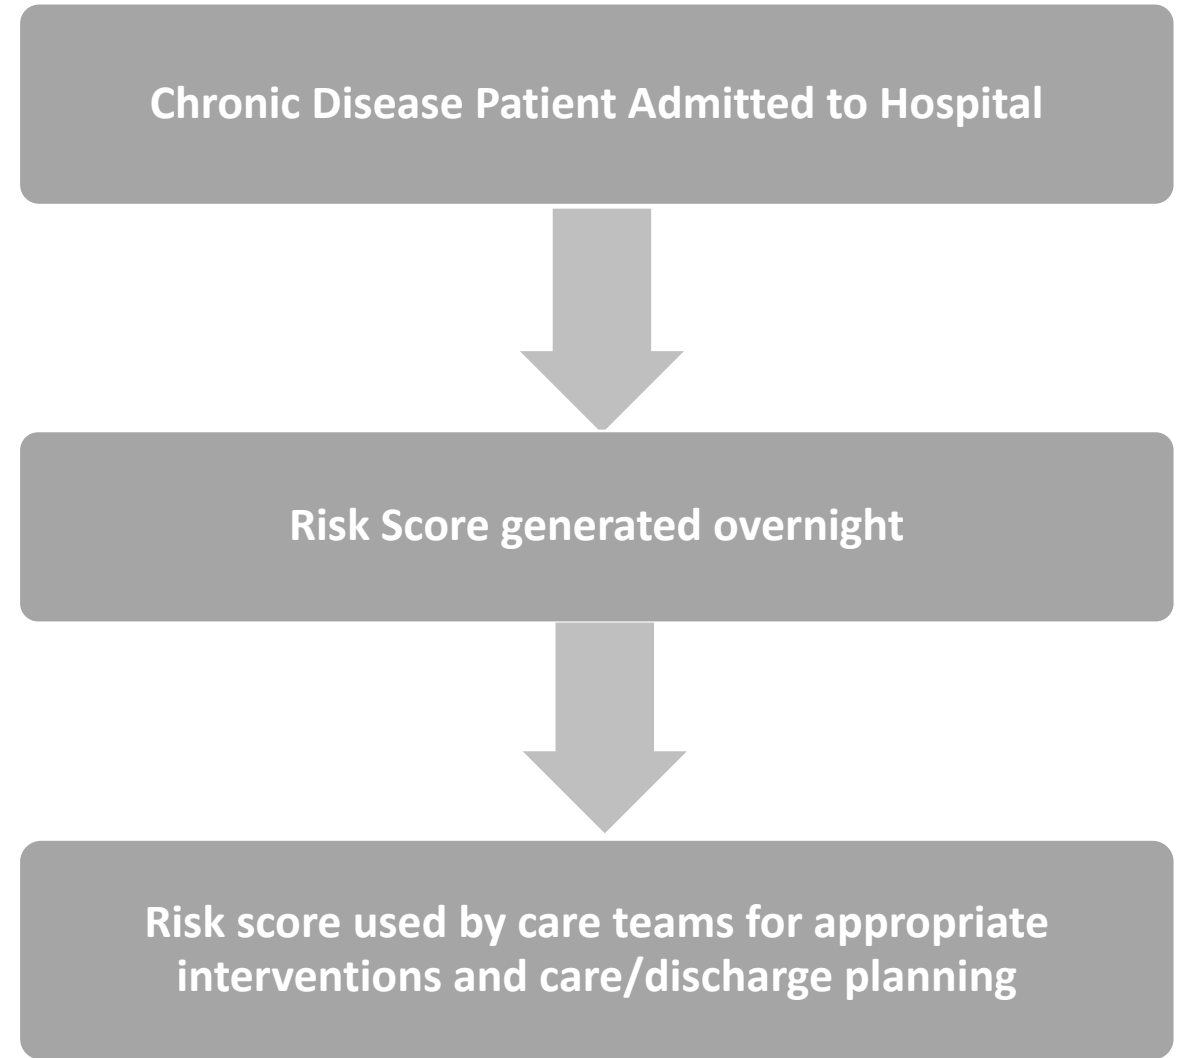 Chronic Disease Patient Admitted to Hospital
Risk Score generated overnight
Risk score used by care teams for appropriate
interventions and care/discharge planning